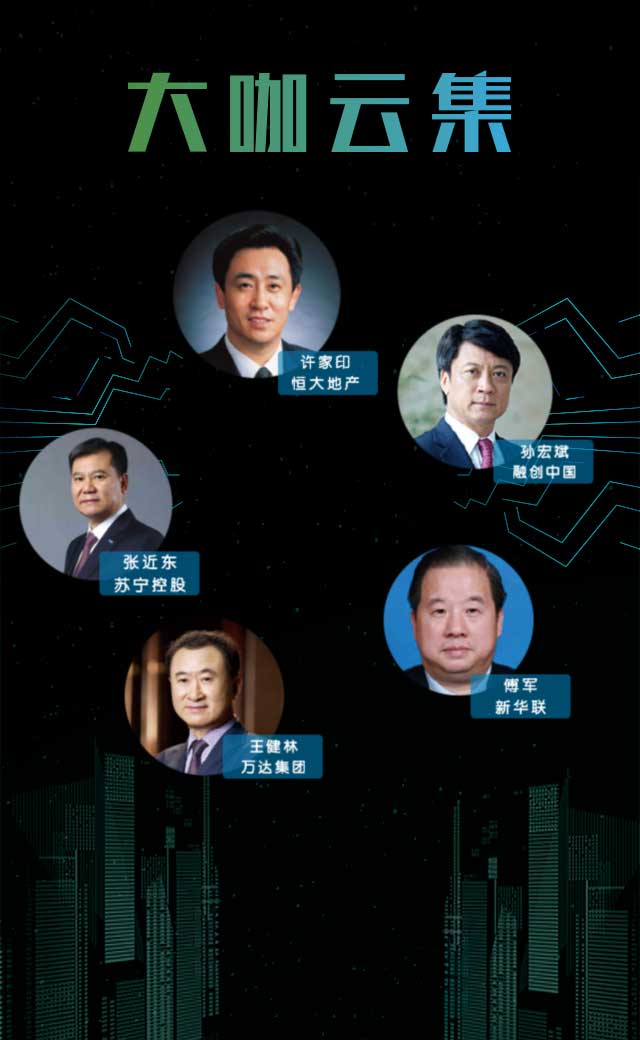 大咖云集
许家印
恒大地产
孙宏斌
融创中国
张近东
苏宁控股
傅军
新华联
王健林
万达集团